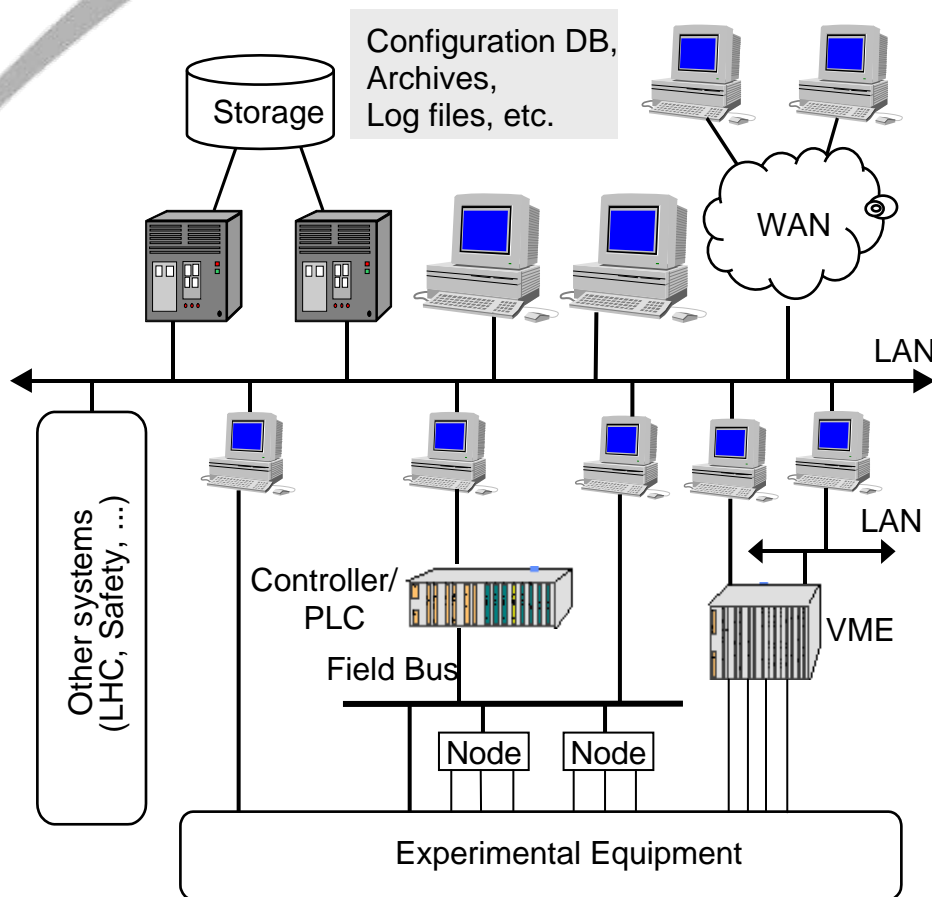 Configuration DB,
Archives,
Log files, etc.
Storage
WAN
LAN
Other systems
(LHC, Safety, ...)
LAN
Controller/
PLC
VME
Field Bus
Node
Node
Experimental Equipment